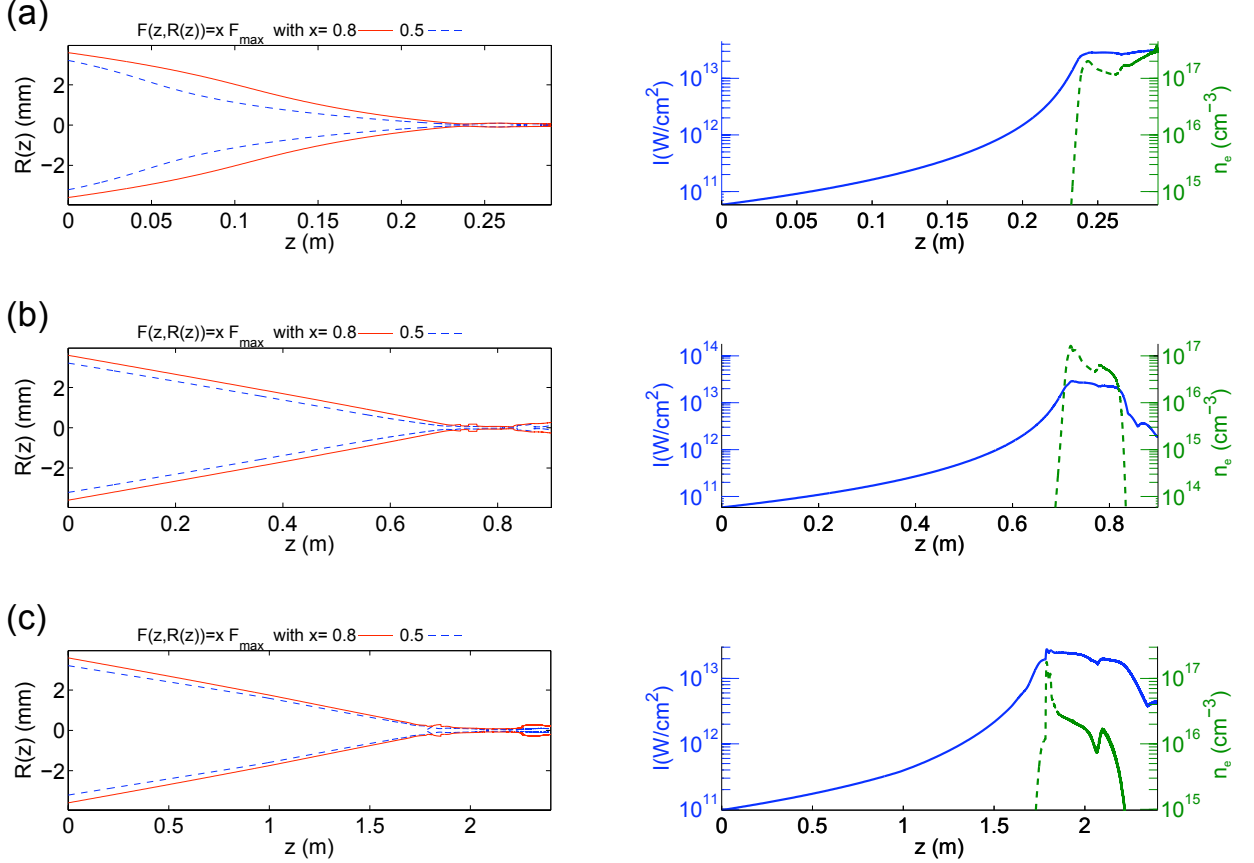 (a)
F(z,R(z))=x F_max with x= 0.8 0.5
R(z) (mm)
2
0
−2
0 0.05 0.1 0.15 0.2 0.25
z (m)
I(W/cm^2)
10^13
10^12
10^11
n_e (cm^−3)
10^17
10^16
10^15
0 0.05 0.1 0.15 0.2 0.25
z (m)
(b)
F(z,R(z))=x F_max with x= 0.8 0.5
R(z) (mm)
2
0
−2
0 0.2 0.4 0.6 0.8
z (m)
I(W/cm^2)
10^14
10^13
10^12
10^11
n_e (cm^−3)
10^17
10^16
10^15
10^14
0 0.2 0.4 0.6 0.8
z (m)
(c)
F(z,R(z))=x F_max with x= 0.8 0.5
R(z) (mm)
2
0
−2
0 0.5 1 1.5 2
z (m)
I(W/cm^2)
10^13
10^12
10^11
n_e (cm^−3)
10^17
10^16
10^15
0 0.5 1 1.5 2
z (m)